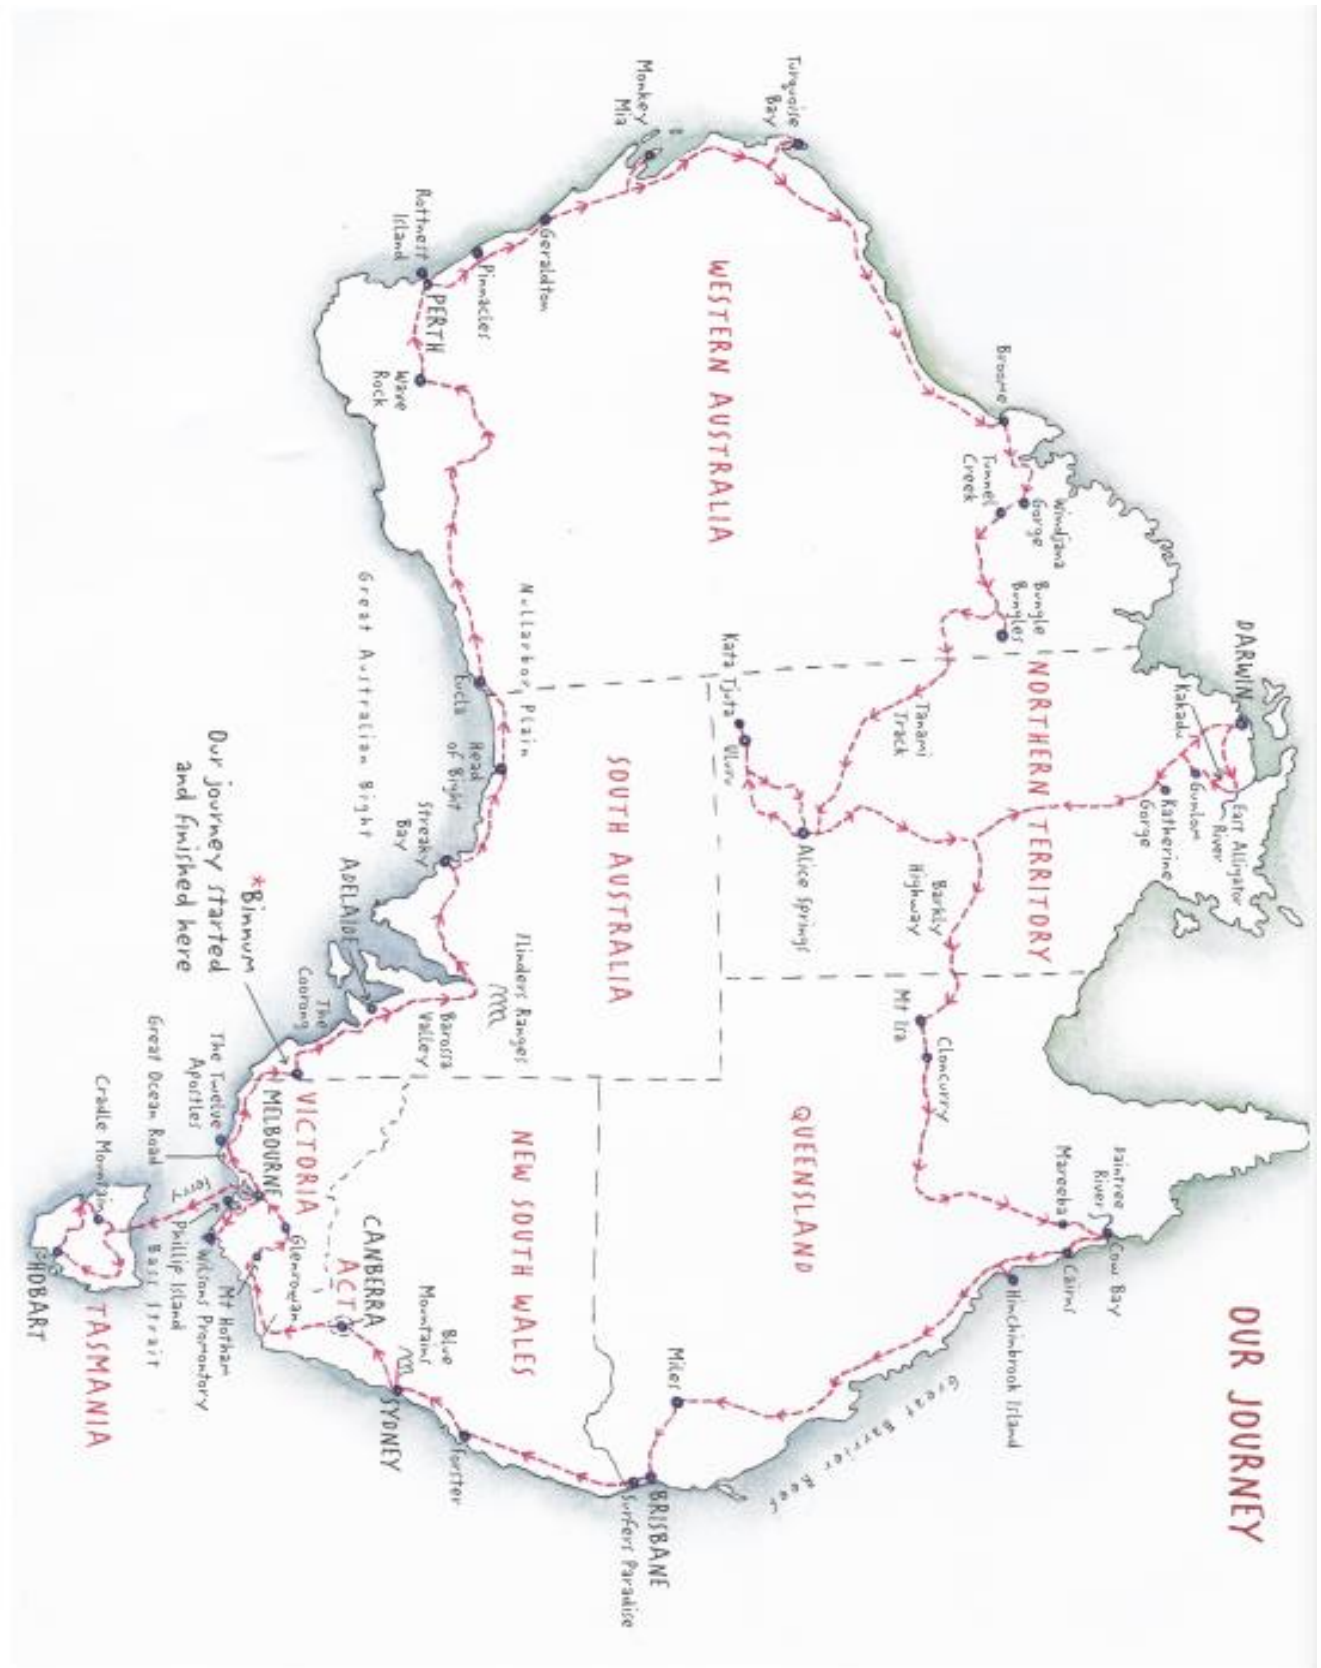 OUR JOURNEY
DARWIN
East Alligator
River
Kakadu
Gunlom
Katherine
Gorge
NORTHERN TERRITORY
Windjana
Gorge
Tunnel
Creek
Bungle
Bungles
Broome
Tanami
Track
Barkly
Highway
Alice Springs
Kata Tjuta
Uluru
Turquoise
Bay
Monkey
Mia
WESTERN AUSTRALIA
Geraldton
Pinnacles
Rottnest
Island
PERTH
Wave
Rock
Nullarbor Plain
Eucla
Head
of Bight
Great Australian Bight
Streaky
Bay
SOUTH AUSTRALIA
Flinders Ranges
Barossa
Valley
ADELAIDE
The
Coorong
*Binnum
Our journey started
and finished here
Daintree
River
Cow Bay
Mareeba
Cairns
Hinchinbrook Island
Great Barrier Reef
Mt Isa
Cloncurry
QUEENSLAND
Miles
BRISBANE
Surfers Paradise
NEW SOUTH WALES
Forster
Blue
Mountains
SYDNEY
CANBERRA
ACT
VICTORIA
Glenrowan
MELBOURNE
Mt Hotham
Wilsons Promontory
Phillip Island
The Twelve
Apostles
Great Ocean Road
Ferry
Bass Strait
Cradle Mountain
TASMANIA
HOBART